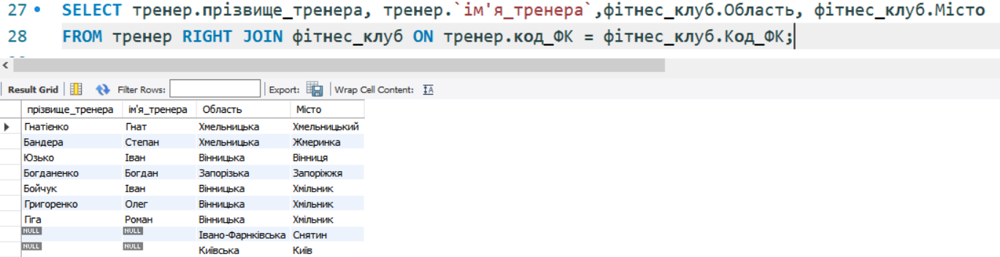 27 SELECT тренер.прізвище_тренера, тренер.`ім'я_тренера`,фітнес_клуб.Область, фітнес_клуб.Місто
28 FROM тренер RIGHT JOIN фітнес_клуб ON тренер.код_ФК = фітнес_клуб.Код_ФК;
Result Grid Filter Rows: Export: Wrap Cell Content: IA
прізвище_тренера ім'я_тренера Область Місто
Гнатієнко Гнат Хмельницька Хмельницький
Бандера Степан Хмельницька Жмеринка
Юзько Іван Вінницька Вінниця
Богданенко Богдан Запорізька Запоріжжя
Бойчук Іван Вінницька Хмільник
Григоренко Олег Вінницька Хмільник
Гіга Роман Вінницька Хмільник
NULL NULL Івано-Фарнківська Снятин
NULL NULL Київська Київ